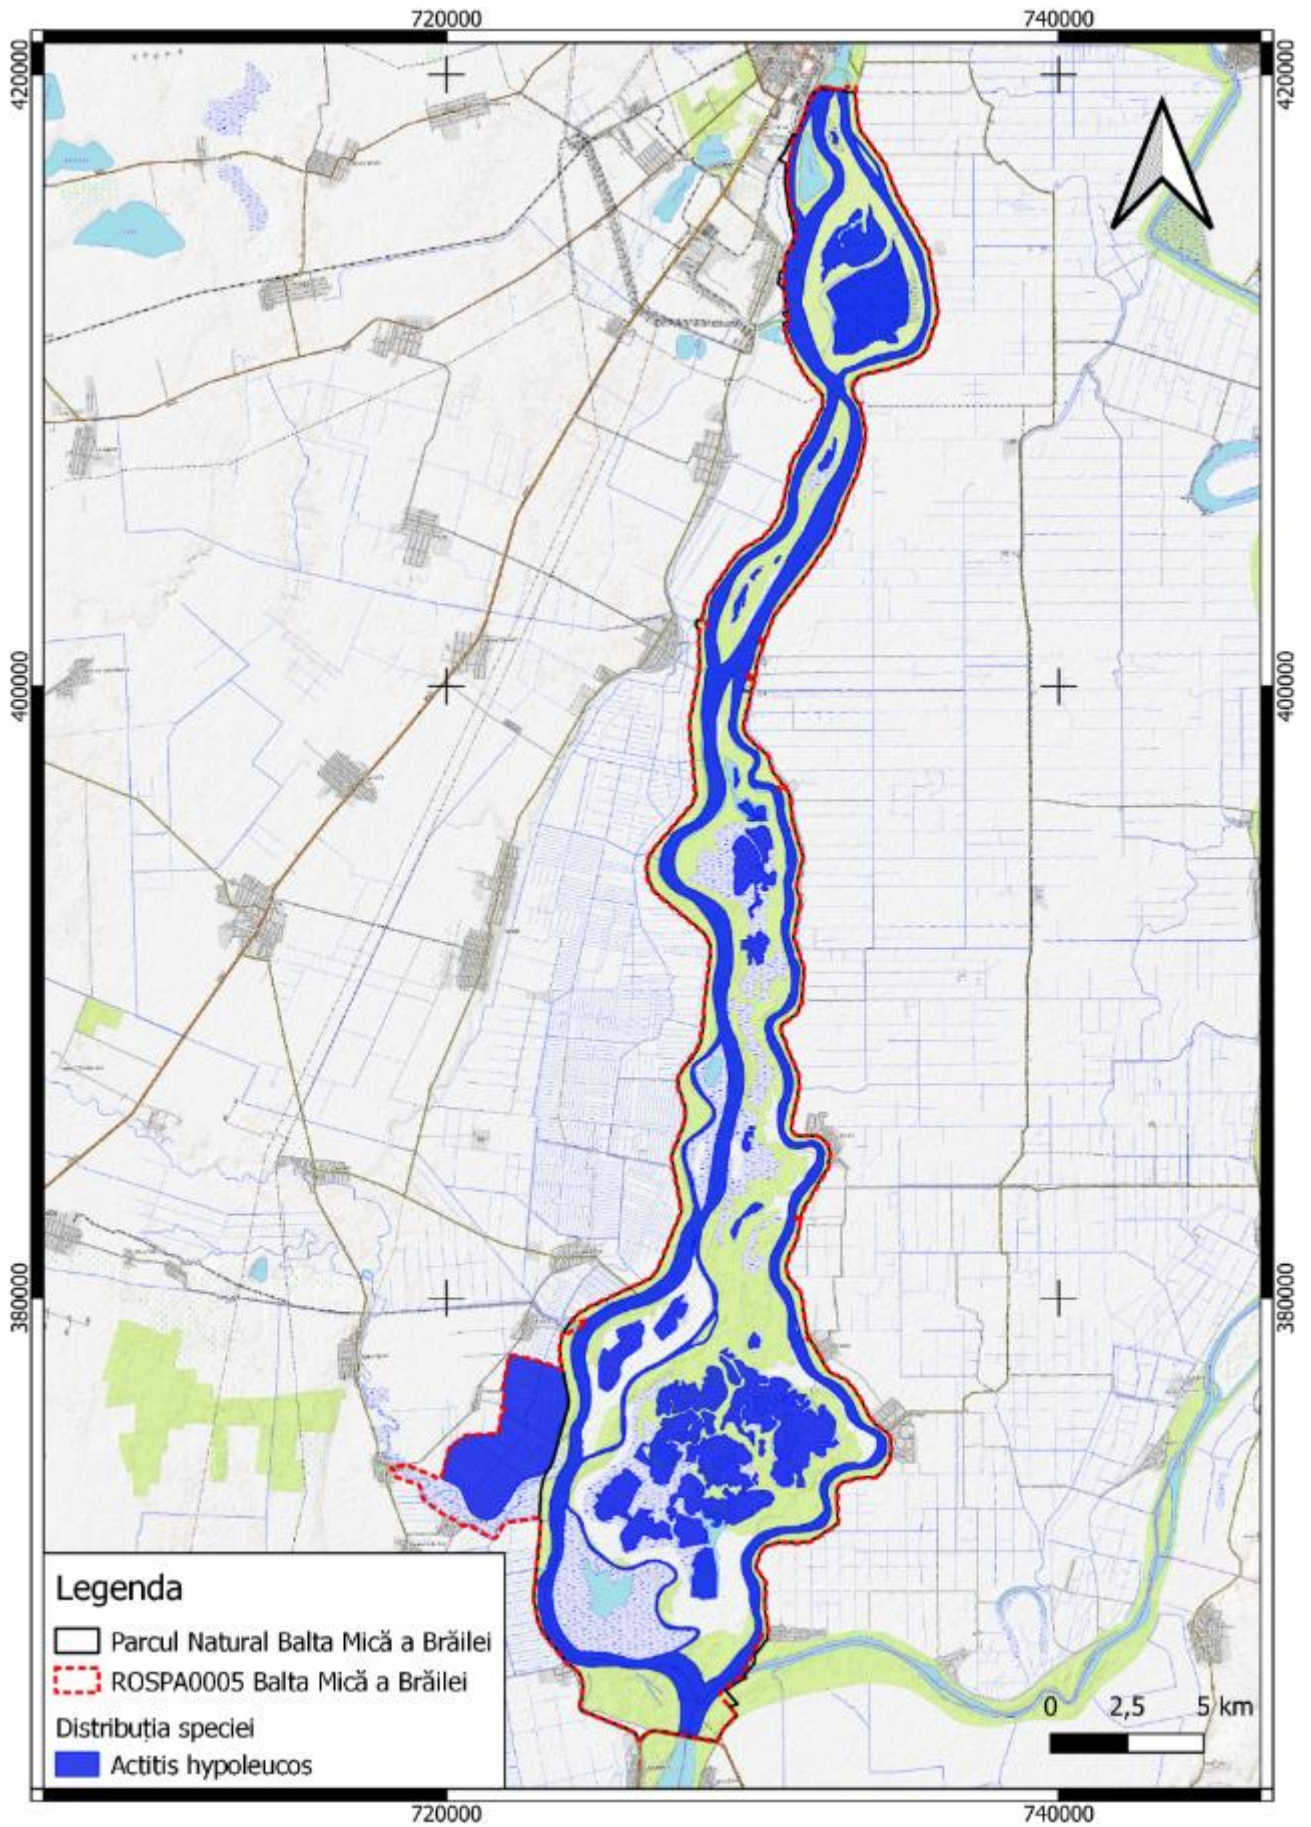 720000 740000
420000 420000
400000 400000
380000 380000
Legenda
Parcul Natural Balta Mică a Brăilei
ROSPA0005 Balta Mică a Brăilei
Distribuția speciei
Actitis hypoleucos
0 2,5 5 km
720000 740000